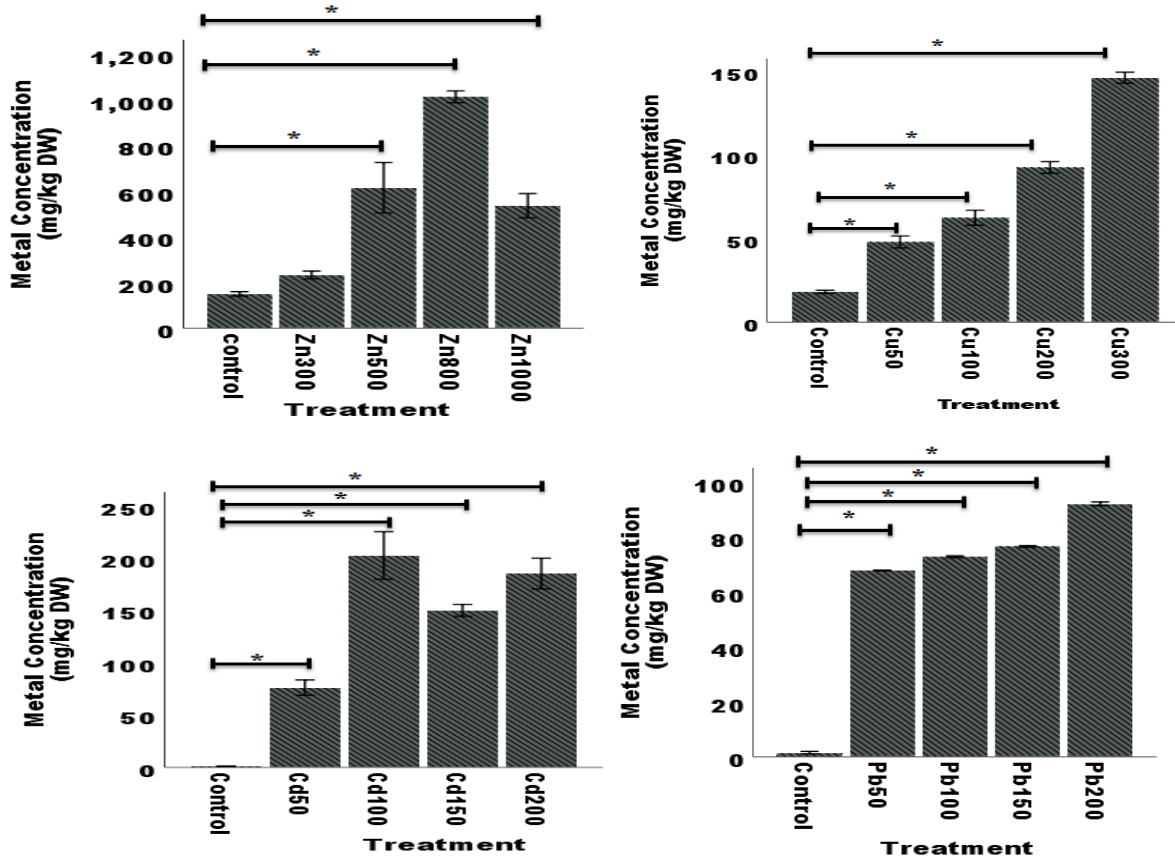 *
*
*
1,200
1,000
800
600
400
200
0
Metal Concentration
(mg/kg DW)
control
Zn300
Zn500
Zn800
Zn1000
Treatment
*
*
*
*
150
100
50
0
Metal Concentration
(mg/kg DW)
Control
Cu50
Cu100
Cu200
Cu300
Treatment
*
*
*
*
250
200
150
100
50
0
Metal Concentration
(mg/kg DW)
Control
Cd50
Cd100
Cd150
Cd200
Treatment
*
*
*
*
100
80
60
40
20
0
Metal Concentration
(mg/kg DW)
Control
Pb50
Pb100
Pb150
Pb200
Treatment